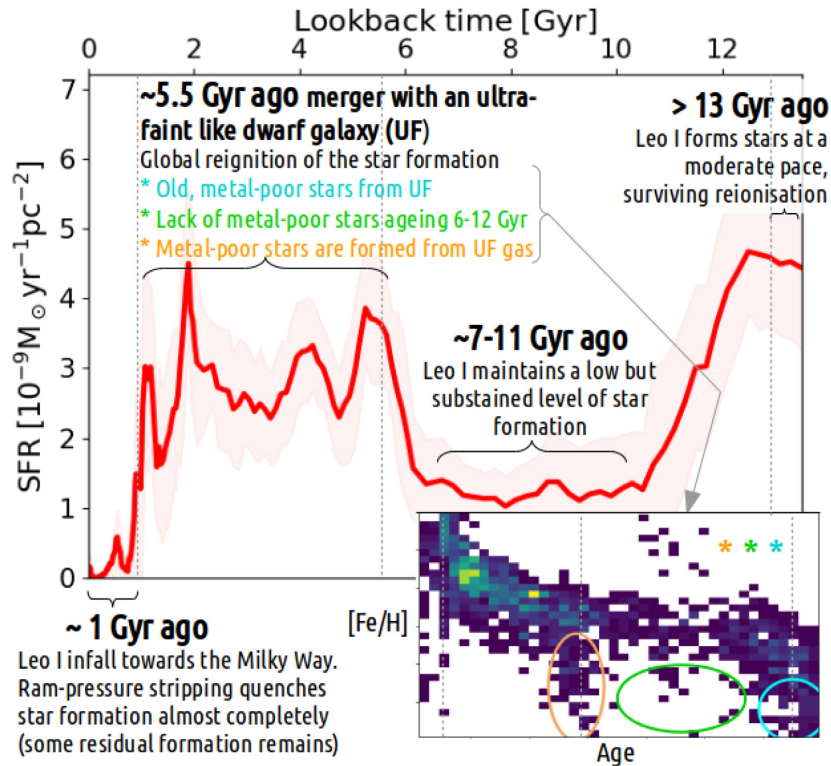 Lookback time [Gyr]
0 2 4 6 8 10 12
7
6
5
4
3
2
1
0
SFR [10⁻⁹M⊙yr⁻¹pc⁻²]
~5.5 Gyr ago merger with an ultra-
faint like dwarf galaxy (UF)
Global reignition of the star formation
* Old, metal-poor stars from UF
* Lack of metal-poor stars ageing 6-12 Gyr
* Metal-poor stars are formed from UF gas
> 13 Gyr ago
Leo I forms stars at a
moderate pace,
surviving reionisation
~7-11 Gyr ago
Leo I maintains a low but
substained level of star
formation
* * *
~ 1 Gyr ago
Leo I infall towards the Milky Way.
Ram-pressure stripping quenches
star formation almost completely
(some residual formation remains)
[Fe/H]
Age